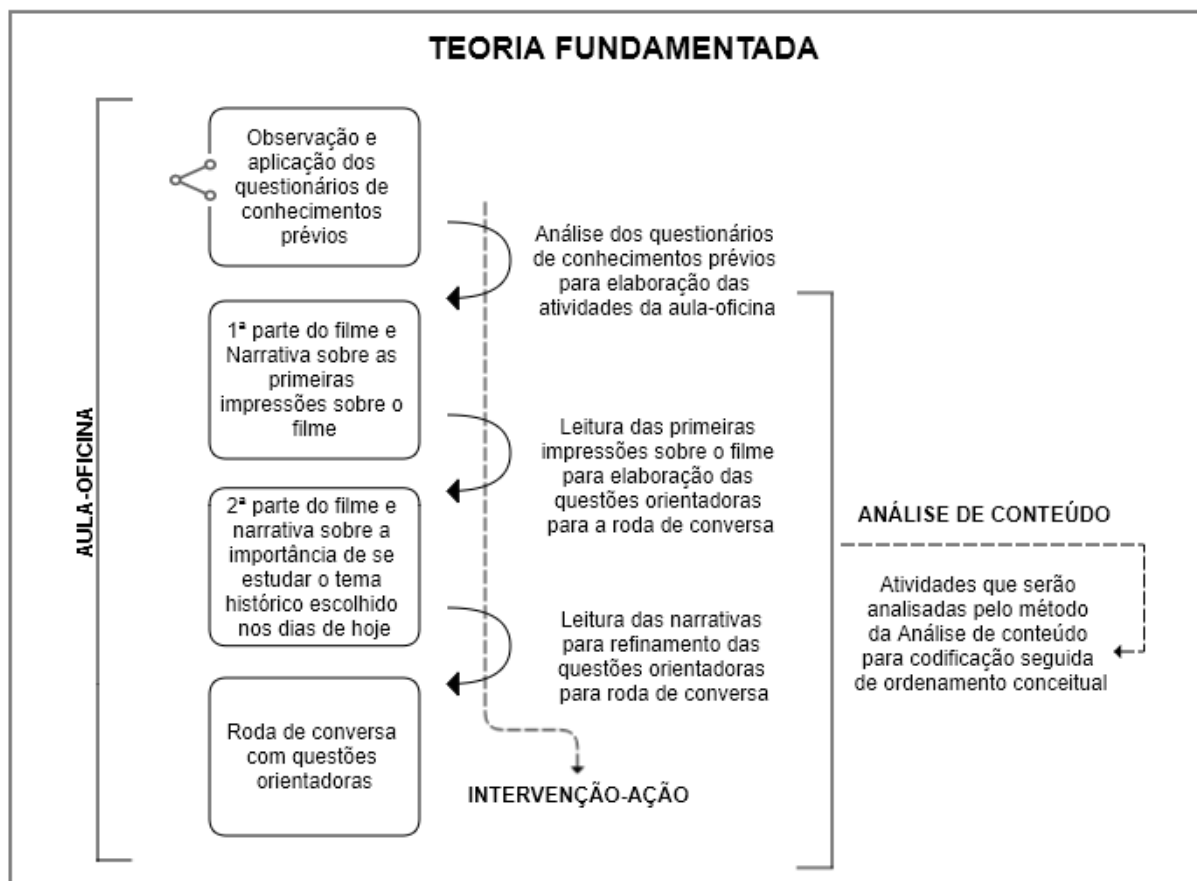 TEORIA FUNDAMENTADA
AULA-OFICINA
Observação e
aplicação dos
questionários de
conhecimentos
prévios
Análise dos questionários
de conhecimentos prévios
para elaboração das
atividades da aula-oficina
1ª parte do filme e
Narrativa sobre as
primeiras
impressões sobre o
filme
Leitura das primeiras
impressões sobre o filme
para elaboração das
questões orientadoras
para a roda de conversa
2ª parte do filme e
narrativa sobre a
importância de se
estudar o tema
histórico escolhido
nos dias de hoje
Leitura das narrativas
para refinamento das
questões orientadoras
para roda de conversa
Roda de conversa
com questões
orientadoras
INTERVENÇÃO-AÇÃO
ANÁLISE DE CONTEÚDO
Atividades que serão
analisadas pelo método
da Análise de conteúdo
para codificação seguida
de ordenamento conceitual